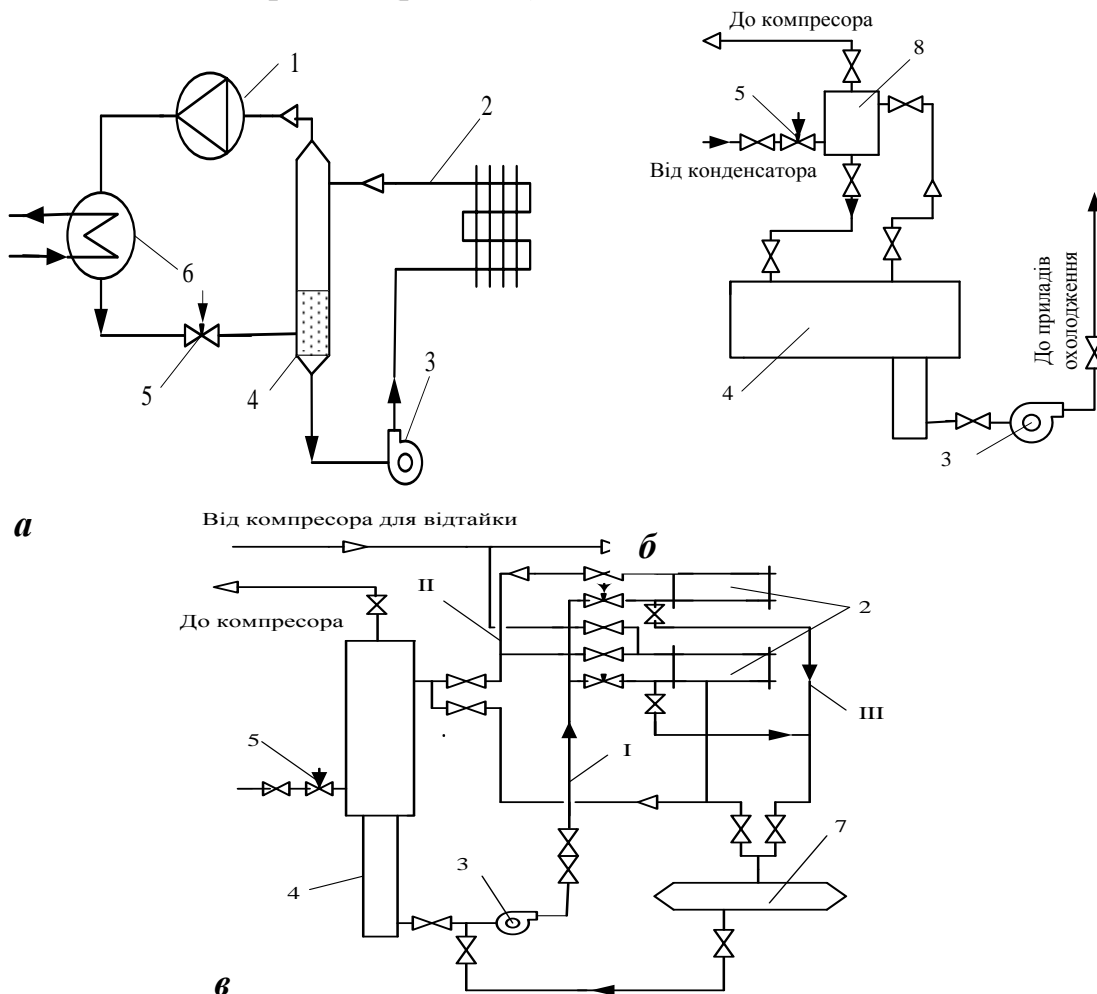 1
2
3
4
5
6
а
До компресора
8
5
Від конденсатора
4
3
До приладів
охолодження
б
Від компресора для відтайки
До компресора
II
2
III
I
5
4
3
7
в